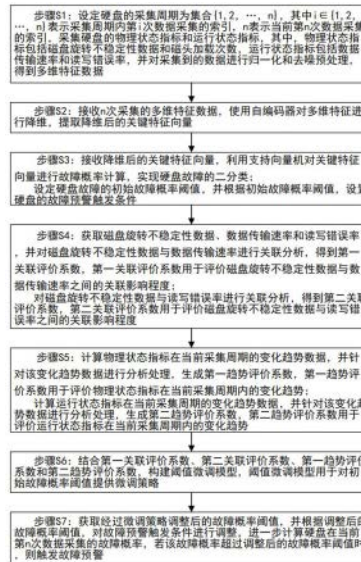 步骤S1：设定硬盘的采集周期为集合{1,2, …, n}，其中i∈{1,2,
…, n}表示采集周期内第i次数据采集的索引，n表示当前第n次数据采集
的索引，采集硬盘的物理状态指标和运行状态指标，其中，物理状态指
标包括磁盘旋转不稳定性数据和磁头加载次数，运行状态指标包括数据
传输速率和读写错误率，并对采集到的数据进行归一化和去噪预处理，
得到多维特征数据
步骤S2：接收n次采集的多维特征数据，使用自编码器对多维特征进
行降维，提取降维后的关键特征向量
步骤S3：接收降维后的关键特征向量，利用支持向量机对关键特征
向量进行故障概率计算，实现硬盘故障的二分类；
设定硬盘故障的初始故障概率阈值，并根据初始故障概率阈值，设置
硬盘的故障预警触发条件
步骤S4：获取磁盘旋转不稳定性数据、数据传输速率和读写错误率
，并对磁盘旋转不稳定性数据与数据传输速率进行关联分析，得到第一
关联评价系数，第一关联评价系数用于评价磁盘旋转不稳定性数据与数
据传输速率之间的关联影响程度；
对磁盘旋转不稳定性数据与读写错误率进行关联分析，得到第二关联
评价系数，第二关联评价系数用于评价磁盘旋转不稳定性数据与读写错
误率之间的关联影响程度
步骤S5：计算物理状态指标在当前采集周期的变化趋势数据，并针
对该变化趋势数据进行分析处理，生成第一趋势评价系数，第一趋势评
价系数用于评价物理状态指标在当前采集周期内的变化趋势；
计算运行状态指标在当前采集周期的变化趋势数据，并针对该变化趋
势数据进行分析处理，生成第二趋势评价系数，第二趋势评价系数用于
评价运行状态指标在当前采集周期内的变化趋势
步骤S6：结合第一关联评价系数、第二关联评价系数、第一趋势评价
系数和第二趋势评价系数，构建阈值微调模型，阈值微调模型用于对初
始故障概率阈值提供微调策略
步骤S7：获取经过微调策略调整后的故障概率阈值，并根据调整后的
故障概率阈值，对故障预警触发条件进行调整，进一步计算硬盘在当前
第n次数据采集的故障概率，若该故障概率超过调整后的故障概率阈值时
，则触发故障预警